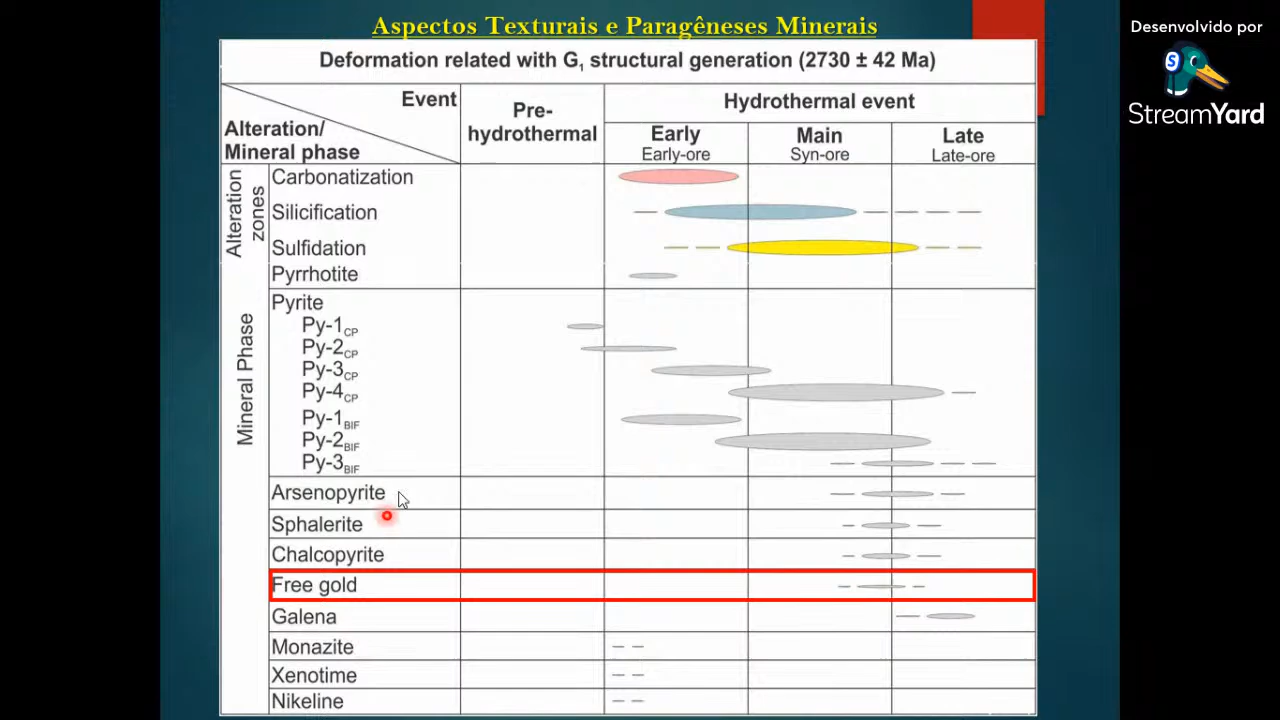 Aspectos Texturais e Paragêneses Minerais
Desenvolvido por
StreamYard
Deformation related with G₁ structural generation (2730 ± 42 Ma)
Event
Alteration/
Mineral phase
Pre-
hydrothermal
Hydrothermal event
Early
Early-ore
Main
Syn-ore
Late
Late-ore
Alteration
zones
Carbonatization
Silicification
Sulfidation
Mineral Phase
Pyrrhotite
Pyrite
Py-1CP
Py-2CP
Py-3CP
Py-4CP
Py-1BIF
Py-2BIF
Py-3BIF
Arsenopyrite
Sphalerite
Chalcopyrite
Free gold
Galena
Monazite
Xenotime
Nikeline